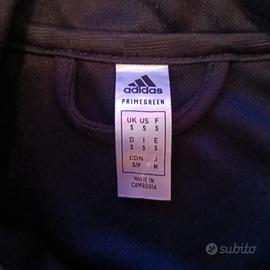 adidas
PRIMEGREEN
UK US F
S S S
D I E
S S S
CDN J
S/P M
MADE IN
CAMBODIA
subito